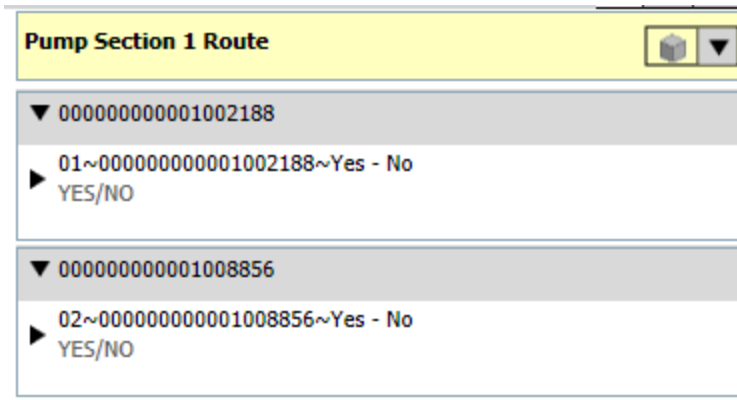 Pump Section 1 Route
000000000001002188
01~000000000001002188~Yes - No
YES/NO
000000000001008856
02~000000000001008856~Yes - No
YES/NO